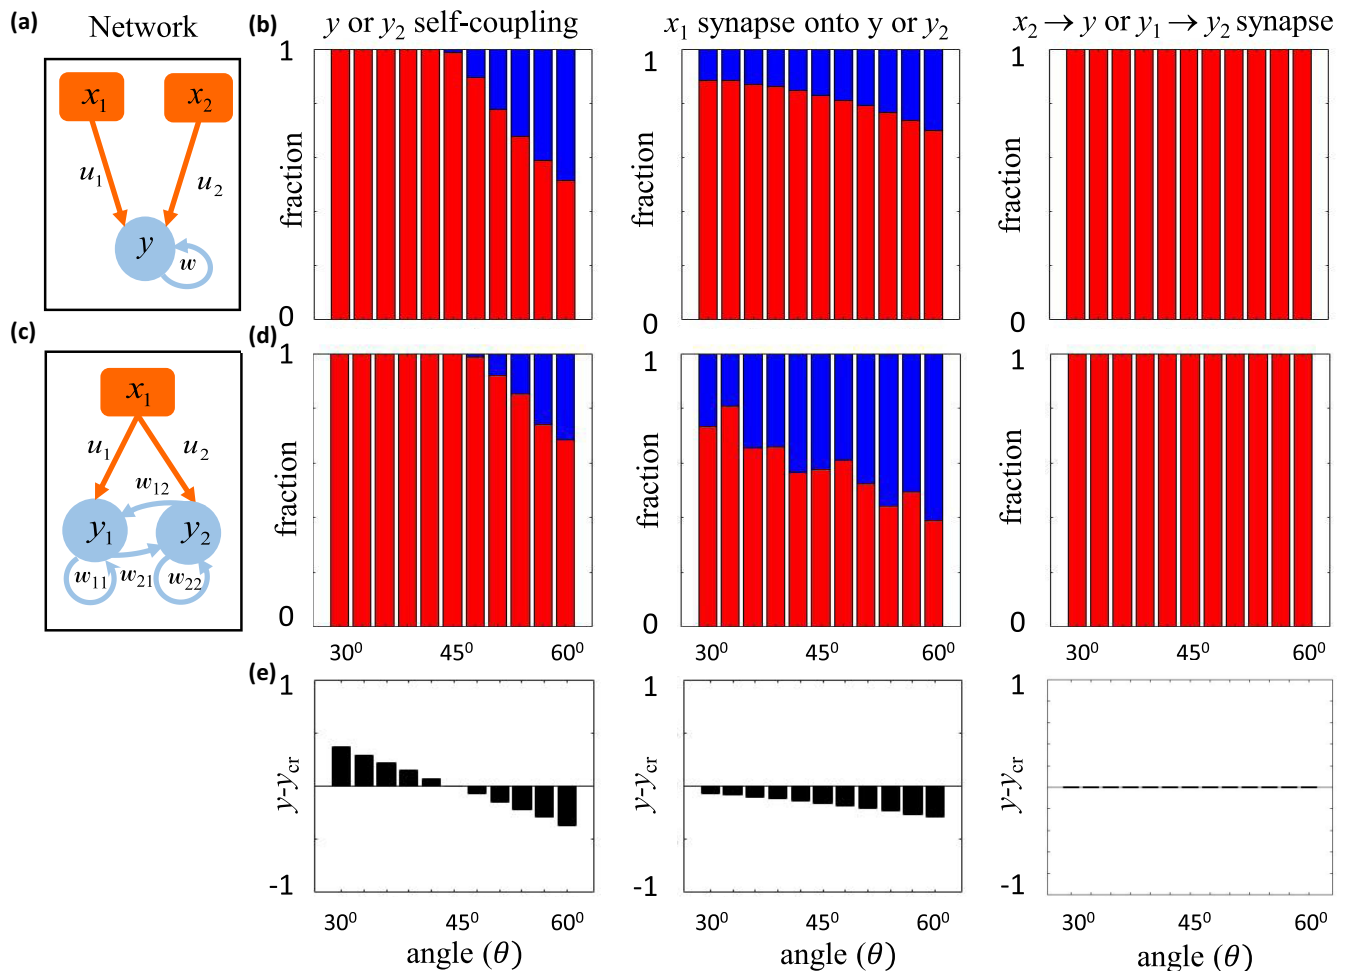 (a)
Network
x1
x2
u1
u2
y
w
(b)
y or y2 self-coupling
x1 synapse onto y or y2
x2 → y or y1 → y2 synapse
1
fraction
0
1
fraction
0
1
fraction
0
(c)
x1
u1
u2
w12
y1
y2
w11
w21
w22
(d)
1
fraction
0
30⁰
45⁰
60⁰
1
fraction
0
30⁰
45⁰
60⁰
1
fraction
0
30⁰
45⁰
60⁰
(e)
1
y-ycr
-1
30⁰
45⁰
60⁰
angle (θ)
1
y-ycr
-1
30⁰
45⁰
60⁰
angle (θ)
1
y-ycr
-1
30⁰
45⁰
60⁰
angle (θ)